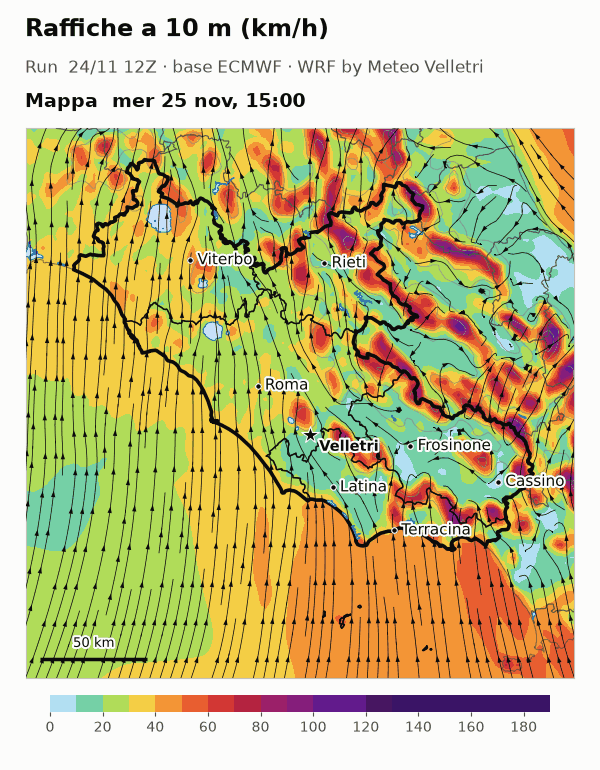 Raffiche a 10 m (km/h)
Run  24/11 12Z · base ECMWF · WRF by Meteo Velletri
Mappa  mer 25 nov, 15:00
Viterbo
Rieti
Roma
Velletri
Frosinone
Latina
Cassino
Terracina
50 km
0 20 40 60 80 100 120 140 160 180